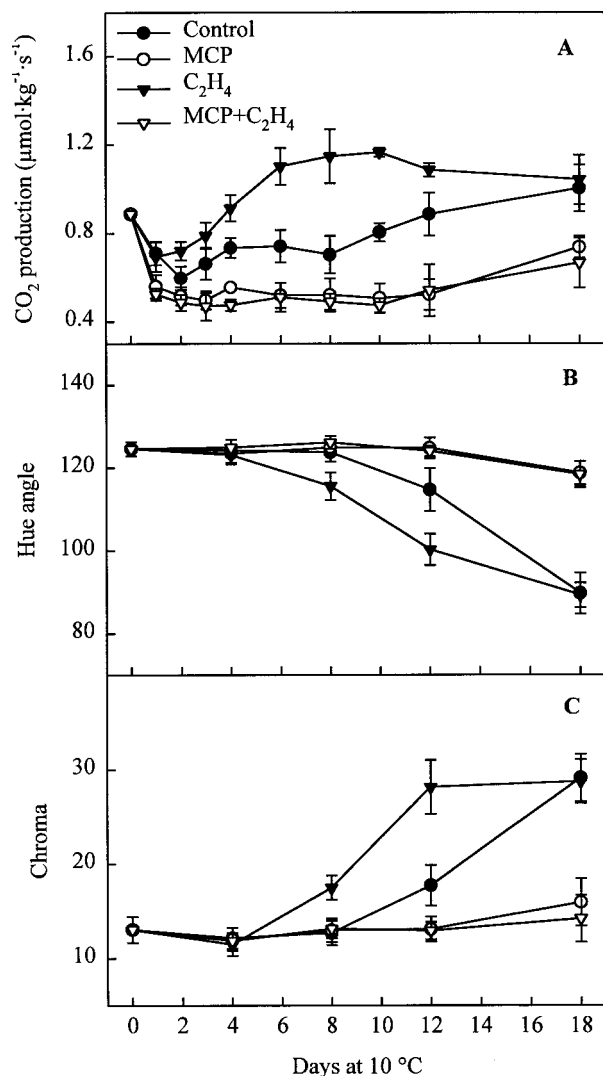 Control
MCP
C₂H₄
MCP+C₂H₄
A
CO₂ production (μmol·kg⁻¹·s⁻¹)
1.6
1.2
0.8
0.4
B
Hue angle
140
120
100
80
C
Chroma
30
20
10
0 2 4 6 8 10 12 14 16 18
Days at 10 °C